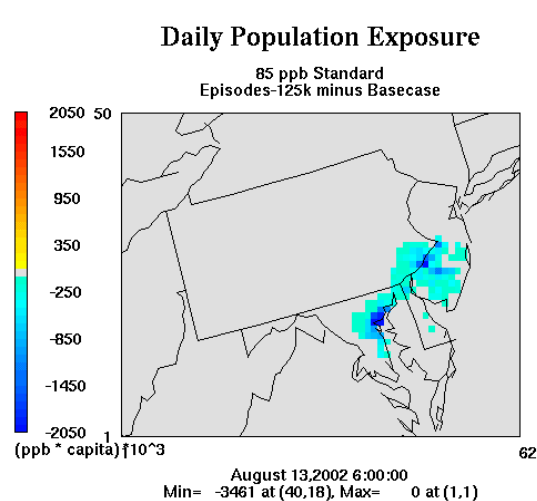 Daily Population Exposure
85 ppb Standard
Episodes-125k minus Basecase
2050
1550
950
350
-250
-850
-1450
-2050
50
1
62
(ppb * capita)*10^3
August 13,2002 6:00:00
Min= -3461 at (40,18), Max= 0 at (1,1)